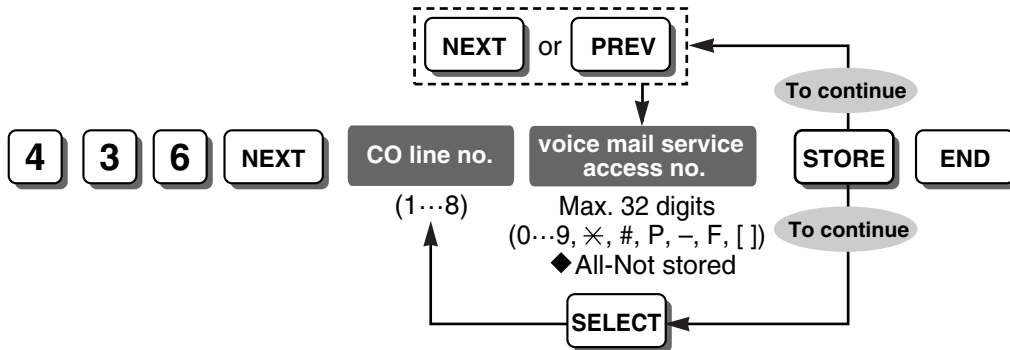 NEXT or PREV
To continue
4 3 6 NEXT CO line no. voice mail service access no. STORE END
(1···8)
Max. 32 digits
(0···9, ✳, #, P, –, F, [ ])
◆All-Not stored
To continue
SELECT